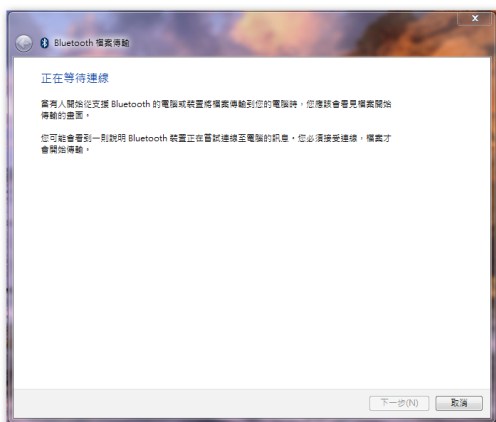 Bluetooth 檔案傳輸
正在等待連線
當有人開始從支援 Bluetooth 的電腦或裝置將檔案傳輸到您的電腦時，您應該會看見檔案開始
傳輸的畫面。
您可能會看到一則說明 Bluetooth 裝置正在嘗試連線至電腦的訊息。您必須接受連線，檔案才
會開始傳輸。
下一步(N)
取消